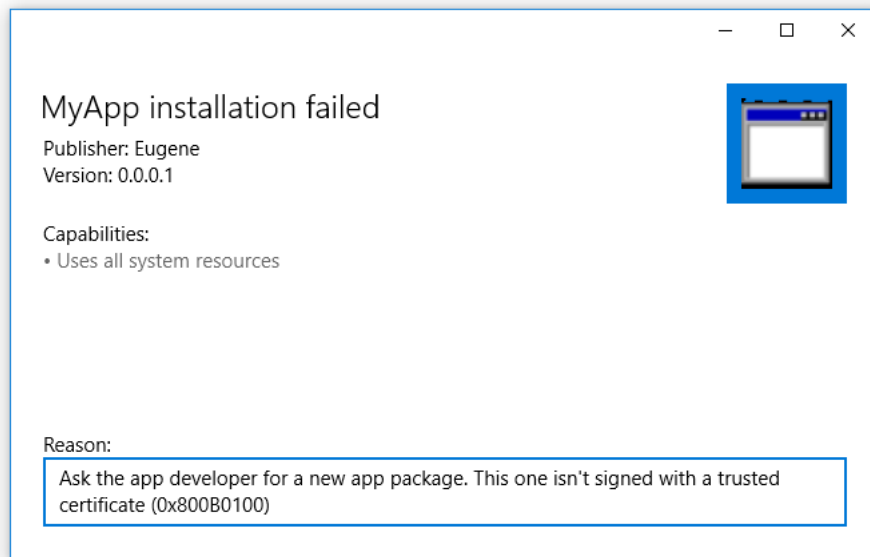 MyApp installation failed
Publisher: Eugene
Version: 0.0.0.1
Capabilities:
• Uses all system resources
Reason:
Ask the app developer for a new app package. This one isn't signed with a trusted
certificate (0x800B0100)